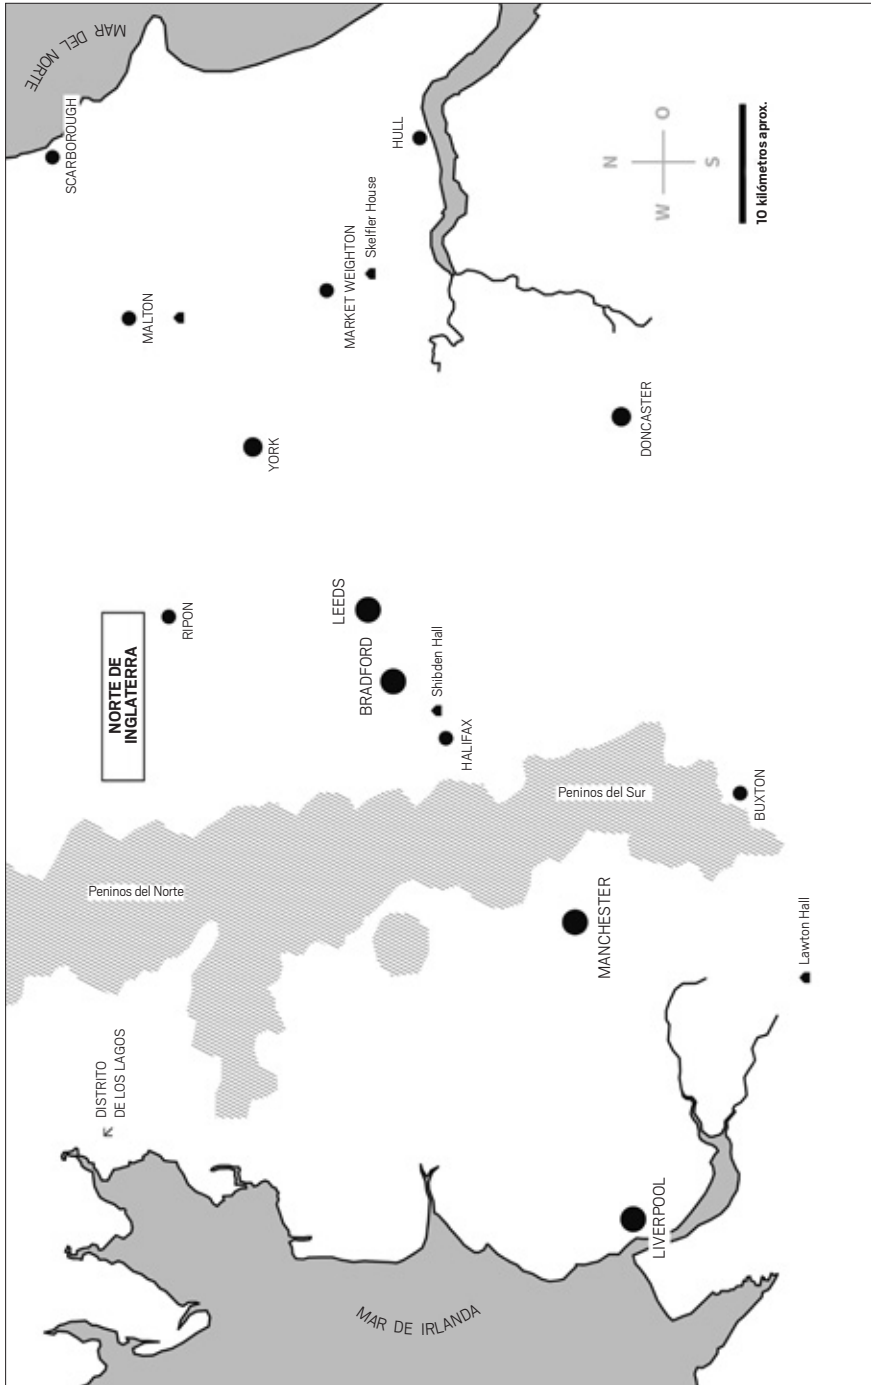 MAR DEL NORTE
SCARBOROUGH
DISTRITO
DE LOS LAGOS
NORTE DE
INGLATERRA
Peninos del Norte
MALTON
RIPON
YORK
LEEDS
MARKET WEIGHTON
BRADFORD
Skelfler House
HULL
MAR DE IRLANDA
Shibden Hall
HALIFAX
Peninos del Sur
MANCHESTER
N
W O
S
DONCASTER
LIVERPOOL
BUXTON
10 kilómetros aprox.
Lawton Hall